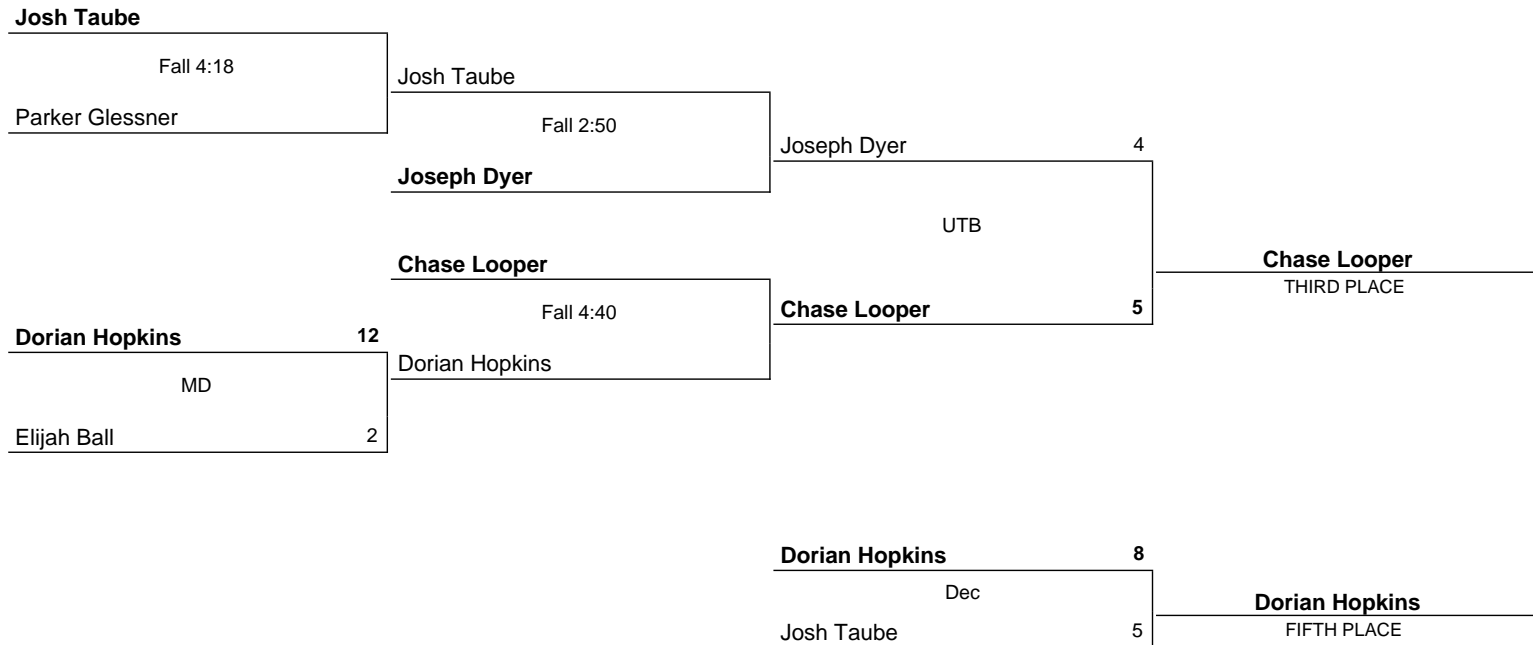 Josh Taube
Fall 4:18
Parker Glessner
Josh Taube
Fall 2:50
Joseph Dyer
Joseph Dyer 4
UTB
Chase Looper 5
Chase Looper
THIRD PLACE
Chase Looper
Fall 4:40
Dorian Hopkins
Dorian Hopkins 12
MD
Elijah Ball 2
Dorian Hopkins 8
Dec
Josh Taube 5
Dorian Hopkins
FIFTH PLACE